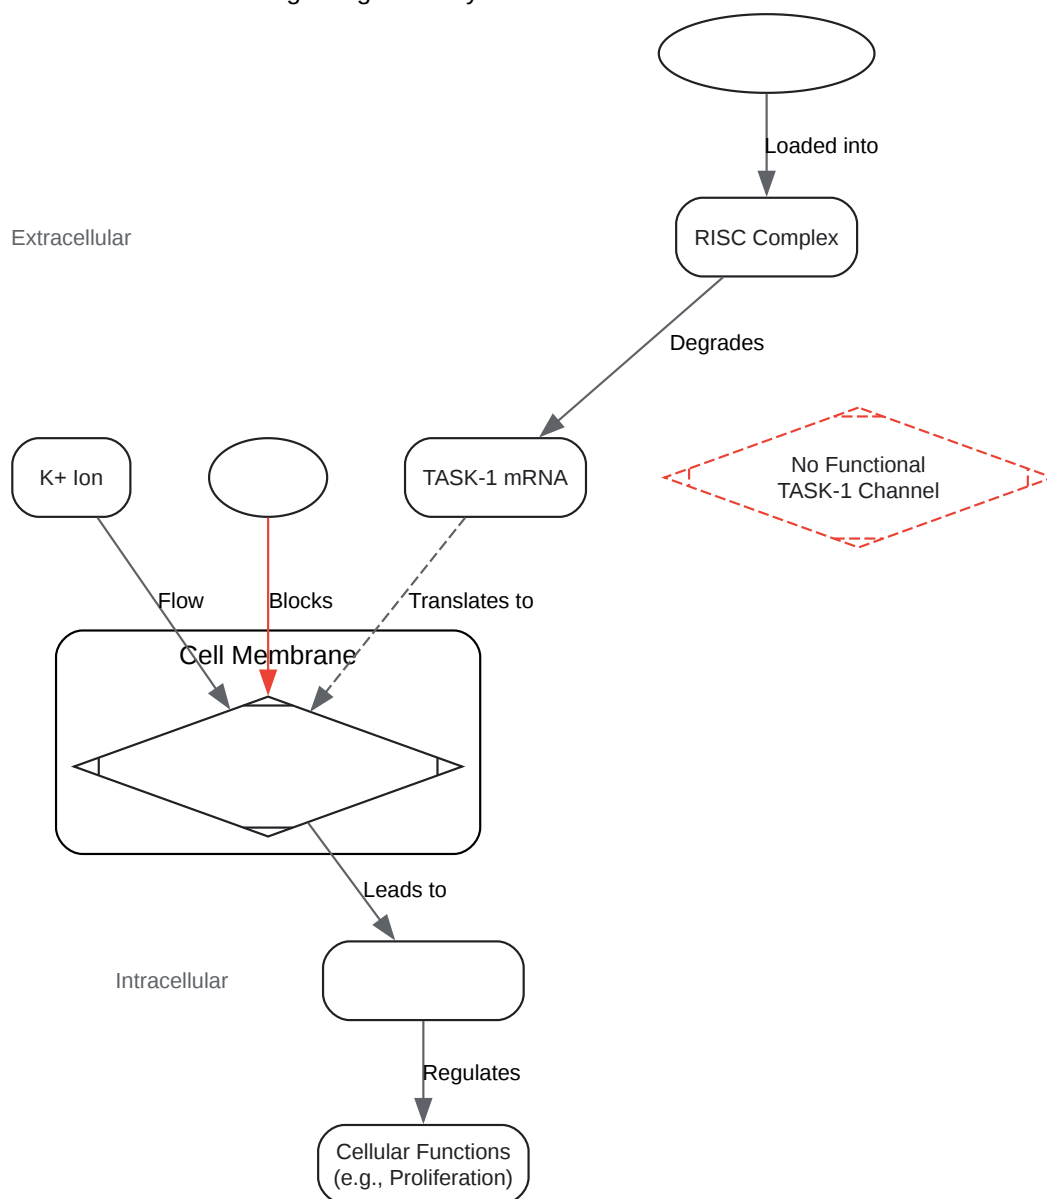 Loaded into
Extracellular
RISC Complex
Degrades
K+ Ion
TASK-1 mRNA
No Functional
TASK-1 Channel
Flow
Blocks
Translates to
Cell Membrane
Leads to
Intracellular
Regulates
Cellular Functions
(e.g., Proliferation)